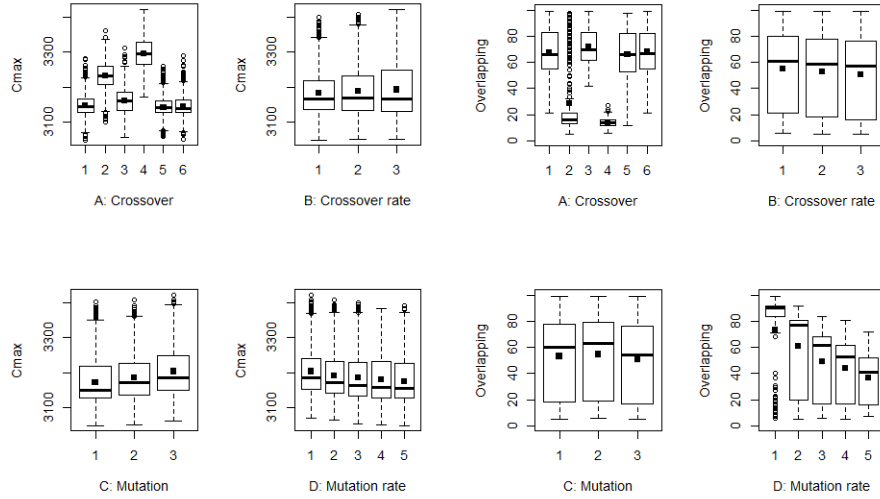 Cmax
3300
3100
1 2 3 4 5 6
A: Crossover
Cmax
3300
3100
1 2 3
B: Crossover rate
Overlapping
80
60
40
20
0
1 2 3 4 5 6
A: Crossover
Overlapping
80
60
40
20
0
1 2 3
B: Crossover rate
Cmax
3300
3100
1 2 3
C: Mutation
Cmax
3300
3100
1 2 3 4 5
D: Mutation rate
Overlapping
80
60
40
20
0
1 2 3
C: Mutation
Overlapping
80
60
40
20
0
1 2 3 4 5
D: Mutation rate